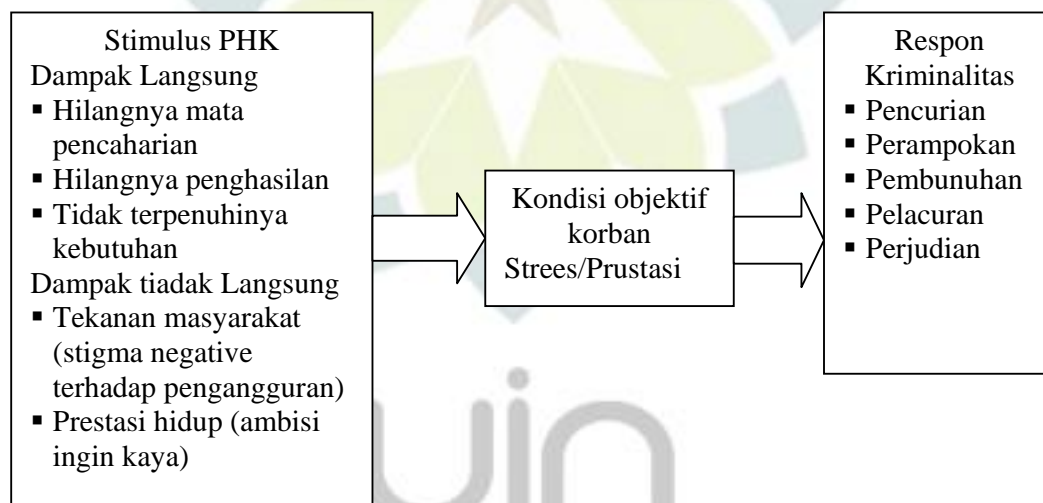 Stimulus PHK
Dampak Langsung
▪ Hilangnya mata
pencaharian
▪ Hilangnya penghasilan
▪ Tidak terpenuhinya
kebutuhan
Dampak tiadak Langsung
▪ Tekanan masyarakat
(stigma negative
terhadap pengangguran)
▪ Prestasi hidup (ambisi
ingin kaya)
Kondisi objektif
korban
Strees/Prustasi
Respon
Kriminalitas
▪ Pencurian
▪ Perampokan
▪ Pembunuhan
▪ Pelacuran
▪ Perjudian
uin